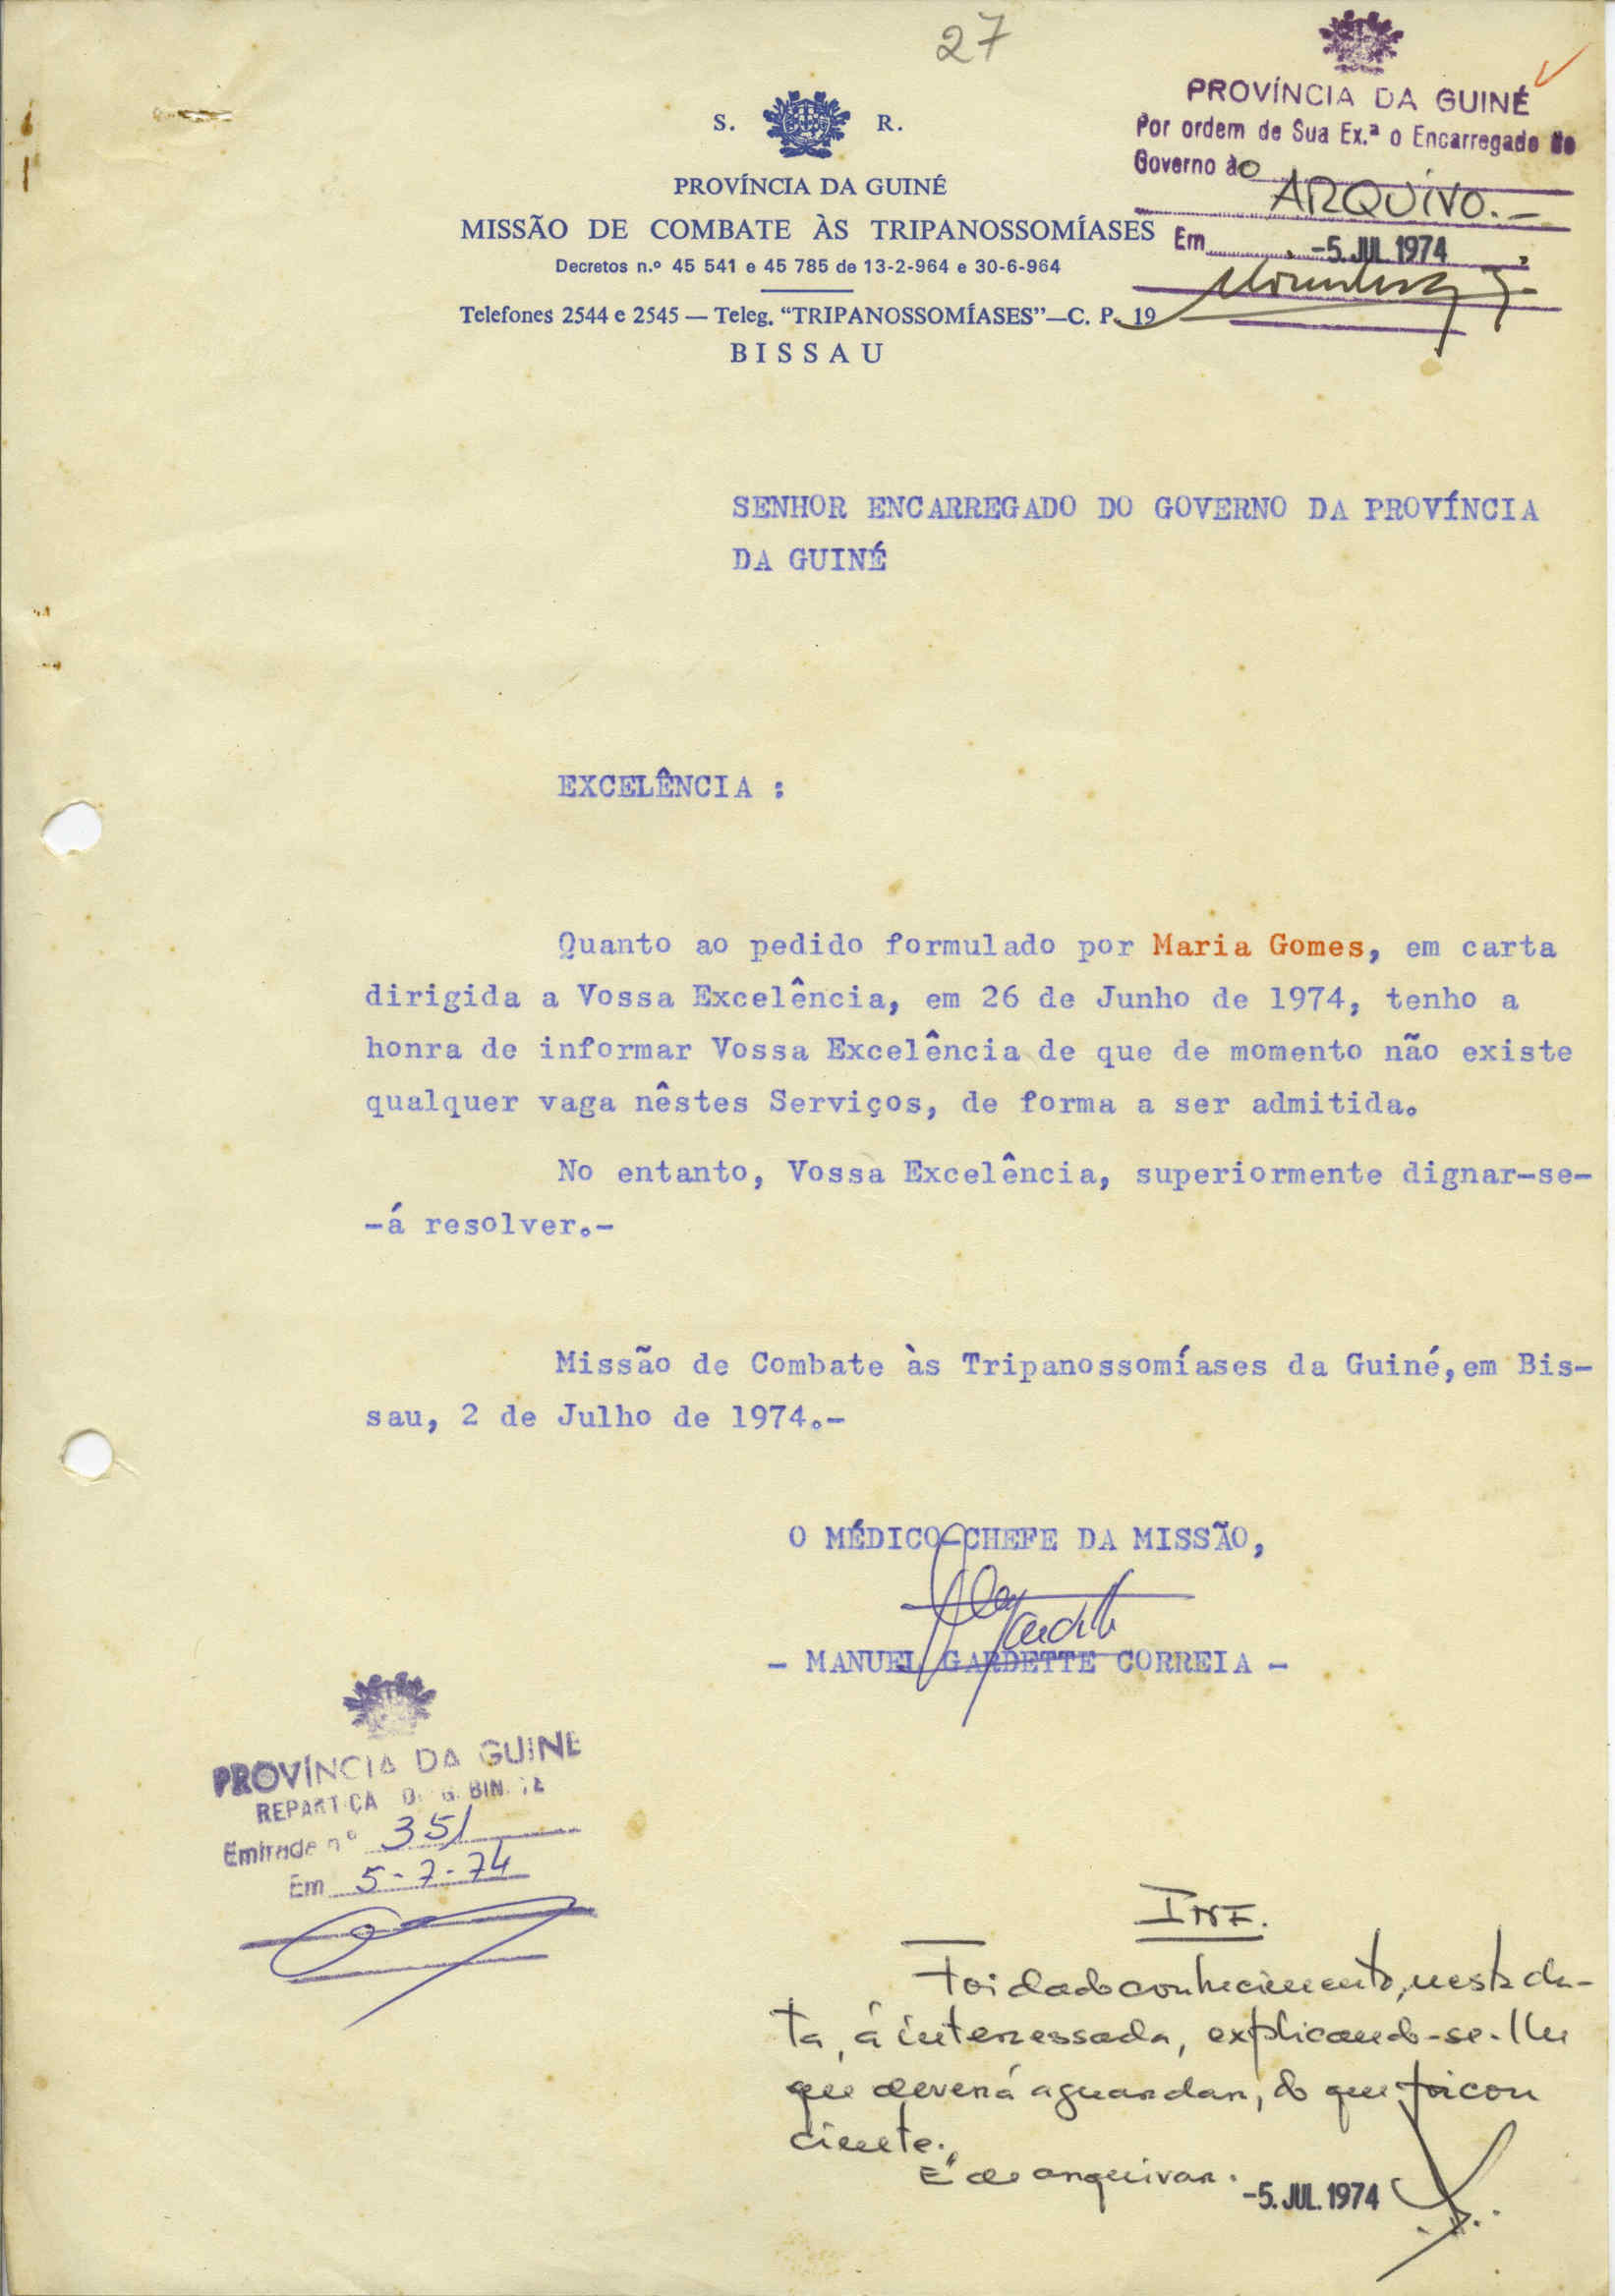 27
S. R.
PROVÍNCIA DA GUINÉ
MISSÃO DE COMBATE ÀS TRIPANOSSOMÍASES
Decretos n.º 45 541 e 45 785 de 13-2-964 e 30-6-964
Telefones 2544 e 2545 — Teleg. “TRIPANOSSOMÍASES”—C. P. 19
BISSAU
PROVÍNCIA DA GUINÉ
Por ordem de Sua Ex.ª o Encarregado do
Governo ào
ARQUIVO.—
Em -5. JUL. 1974
SENHOR ENCARREGADO DO GOVERNO DA PROVÍNCIA
DA GUINÉ
EXCELÊNCIA :
Quanto ao pedido formulado por Maria Gomes, em carta
dirigida a Vossa Excelência, em 26 de Junho de 1974, tenho a
honra de informar Vossa Excelência de que de momento não existe
qualquer vaga nêstes Serviços, de forma a ser admitida.
No entanto, Vossa Excelência, superiormente dignar-se-
-á resolver.-
Missão de Combate às Tripanossomíases da Guiné,em Bis-
sau, 2 de Julho de 1974.-
O MÉDICO-CHEFE DA MISSÃO,
- MANUEL GARDETTE CORREIA -
PROVÍNCIA DA GUINÉ
Entrada nº 351
Em 5-7-74
INF.
Foi dado conhecimento, nesta da-
ta, à interessada, explicando-se-lhe
que deverá aguardar, do que foi con
ciente.
É de arquivar.
-5. JUL. 1974